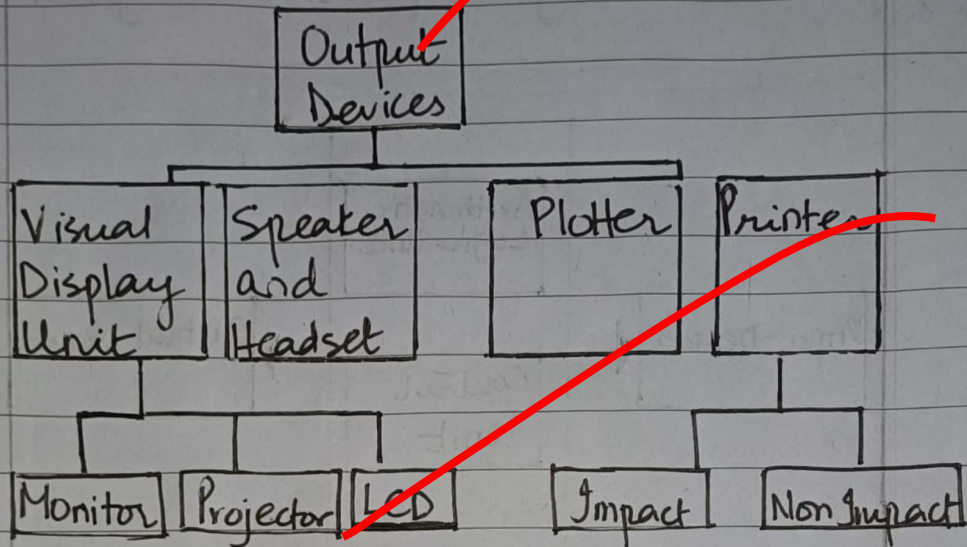 Output
Devices
Visual
Display
Unit
Speaker
and
Headset
Plotter
Printer
Monitor
Projector
LCD
Impact
Non Impact